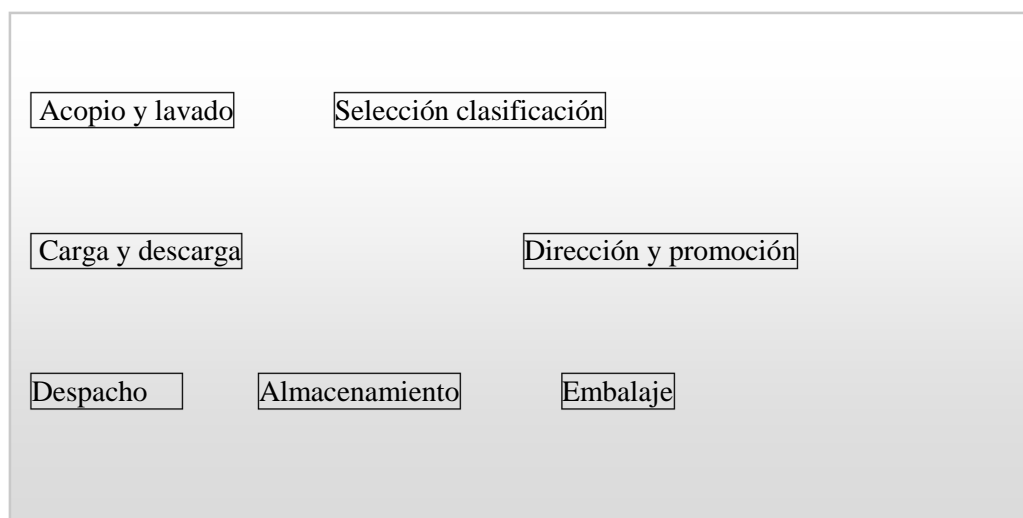 Acopio y lavado
Selección clasificación
Carga y descarga
Dirección y promoción
Despacho
Almacenamiento
Embalaje